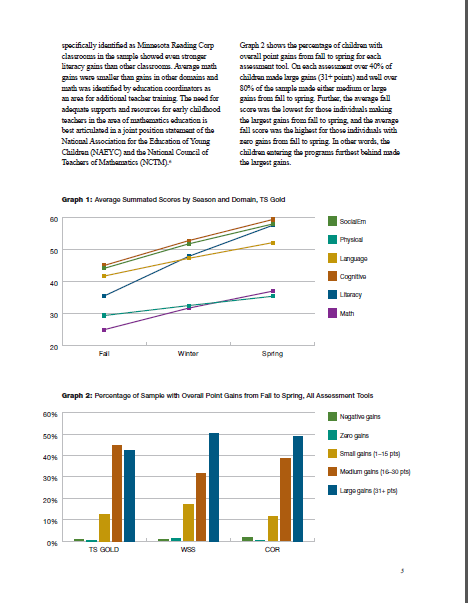 specifically identified as Minnesota Reading Corp
classrooms in the sample showed even stronger
literacy gains than other classrooms. Average math
gains were smaller than gains in other domains and
math was identified by education coordinators as
an area for additional teacher training. The need for
adequate supports and resources for early childhood
teachers in the area of mathematics education is
best articulated in a joint position statement of the
National Association for the Education of Young
Children (NAEYC) and the National Council of
Teachers of Mathematics (NCTM).
Graph 2 shows the percentage of children with
overall point gains from fall to spring for each
assessment tool. On each assessment over 40% of
children made large gains (31+ points) and well over
80% of the sample made either medium or large
gains from fall to spring. Further, the average fall
score was the lowest for those individuals making
the largest gains from fall to spring, and the average
fall score was the highest for those individuals with
zero gains from fall to spring. In other words, the
children entering the programs furthest behind made
the largest gains.
Graph 1: Average Summated Scores by Season and Domain, TS Gold
60
50
40
30
20
Fall Winter Spring
SocialEm
Physical
Language
Cognitive
Literacy
Math
Graph 2: Percentage of Sample with Overall Point Gains from Fall to Spring, All Assessment Tools
60%
50%
40%
30%
20%
10%
0%
TS GOLD WSS COR
Negative gains
Zero gains
Small gains (1–15 pts)
Medium gains (16–30 pts)
Large gains (31+ pts)